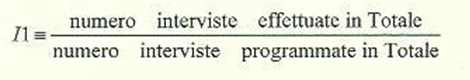 I1 ≡
numero interviste effettuate in Totale
numero interviste programmate in Totale